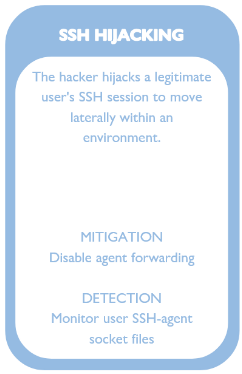 SSH HIJACKING
The hacker hijacks a legitimate
user's SSH session to move
laterally within an
environment.
MITIGATION
Disable agent forwarding
DETECTION
Monitor user SSH-agent
socket files